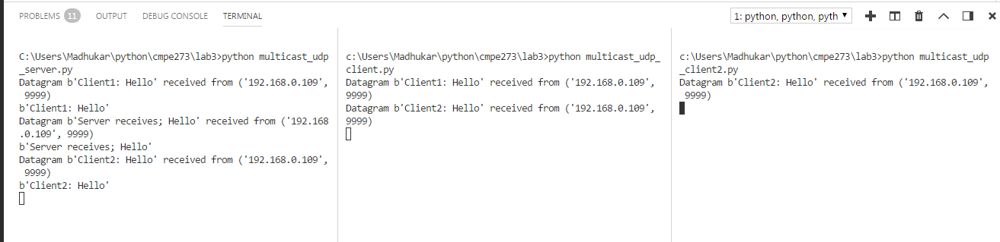 PROBLEMS 11 OUTPUT DEBUG CONSOLE TERMINAL 1: python, python, pyth
C:\Users\Madhukar\python\cmpe273\lab3>python multicast_udp
_server.py
Datagram b'Client1: Hello' received from ('192.168.0.109',
9999)
b'Client1: Hello'
Datagram b'Server receives; Hello' received from ('192.168
.0.109', 9999)
b'Server receives; Hello'
Datagram b'Client2: Hello' received from ('192.168.0.109',
9999)
b'Client2: Hello'
c:\Users\Madhukar\python\cmpe273\lab3>python multicast_udp_
client.py
Datagram b'Client1: Hello' received from ('192.168.0.109',
9999)
Datagram b'Client2: Hello' received from ('192.168.0.109',
9999)
c:\Users\Madhukar\python\cmpe273\lab3>python multicast_udp
_client2.py
Datagram b'Client2: Hello' received from ('192.168.0.109',
9999)